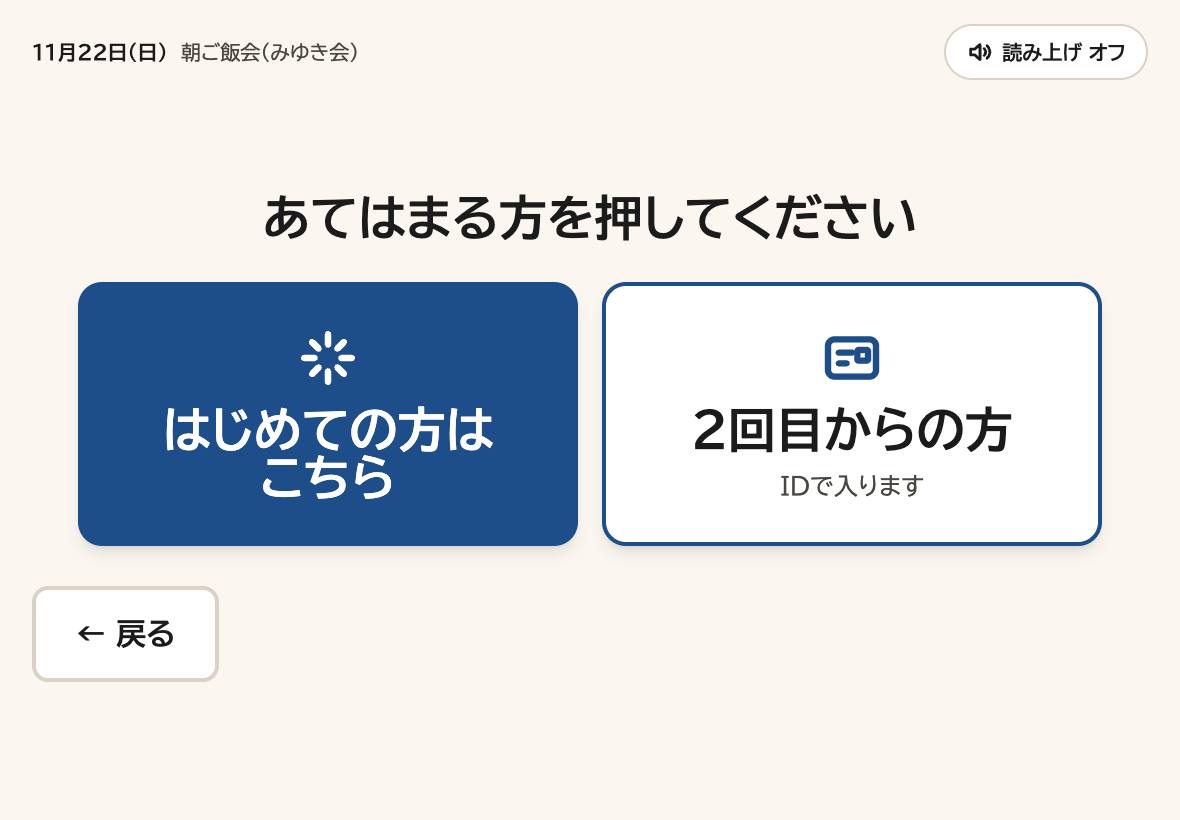 11月22日(日) 朝ご飯会(みゆき会)
読み上げ オフ
あてはまる方を押してください
はじめての方は
こちら
2回目からの方
IDで入ります
← 戻る